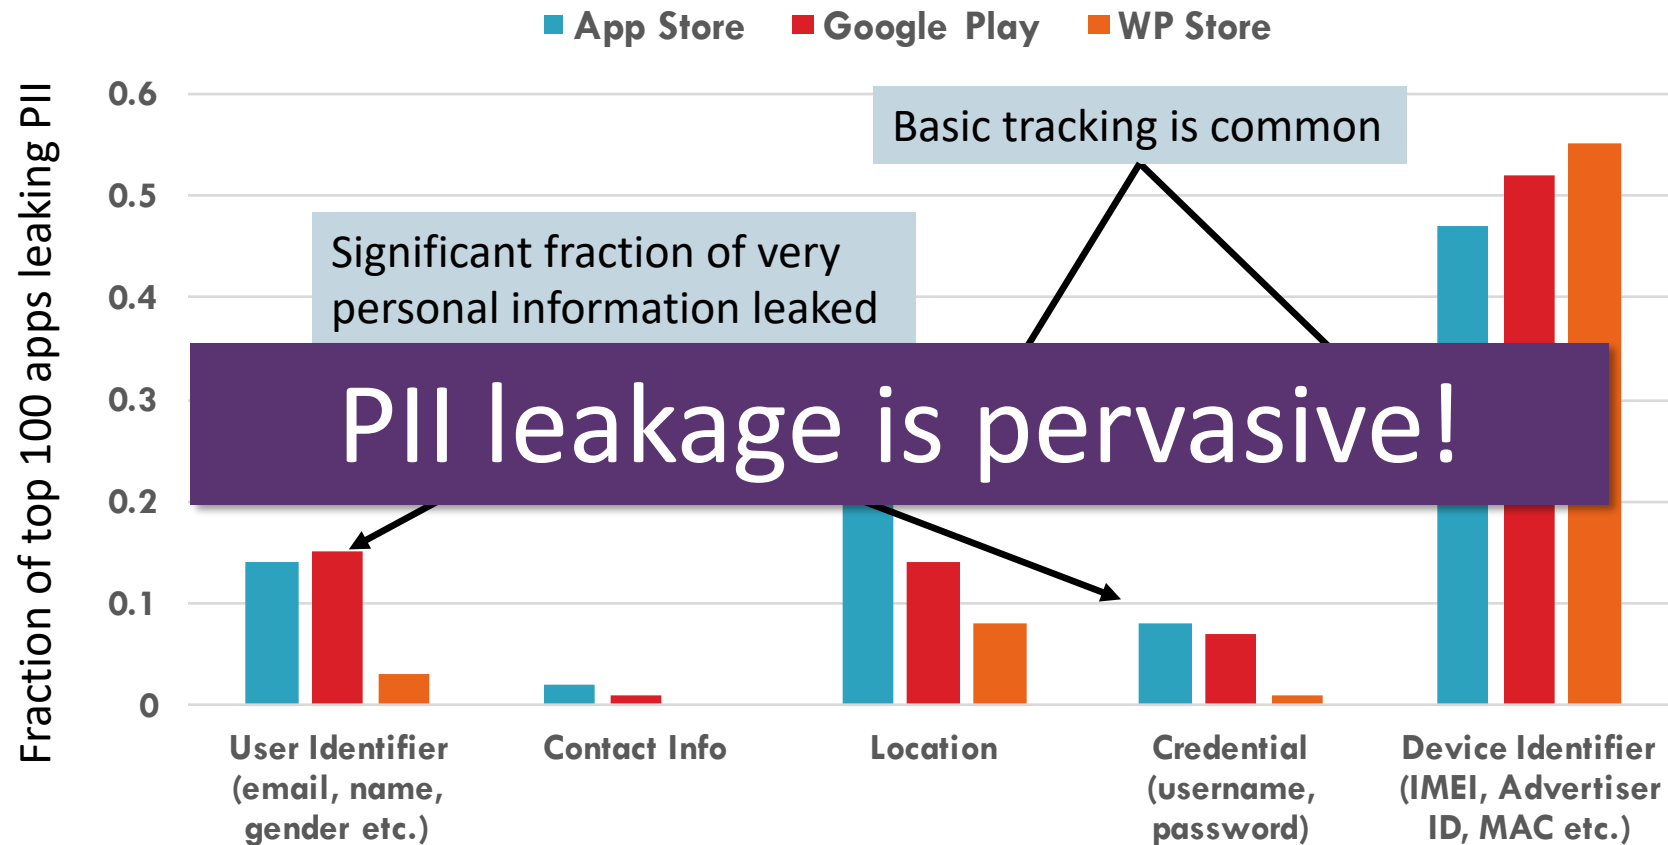 App Store Google Play WP Store
Fraction of top 100 apps leaking PII
0.6
0.5
0.4
0.3
0.2
0.1
0
Basic tracking is common
Significant fraction of very
personal information leaked
PII leakage is pervasive!
User Identifier
(email, name,
gender etc.)
Contact Info
Location
Credential
(username,
password)
Device Identifier
(IMEI, Advertiser
ID, MAC etc.)